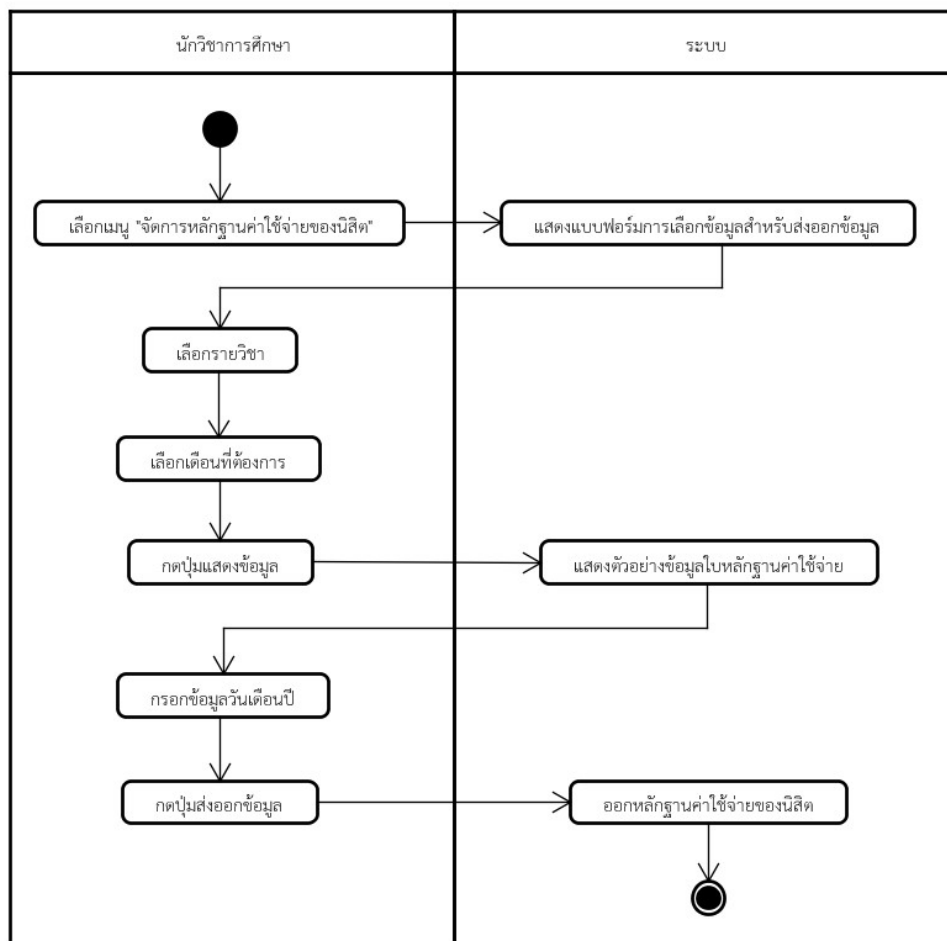 นักวิชาการศึกษา
ระบบ
เลือกเมนู "จัดการหลักฐานค่าใช้จ่ายของนิสิต"
แสดงแบบฟอร์มการเลือกข้อมูลสำหรับส่งออกข้อมูล
เลือกรายวิชา
เลือกเดือนที่ต้องการ
กดปุ่มแสดงข้อมูล
แสดงตัวอย่างข้อมูลใบหลักฐานค่าใช้จ่าย
กรอกข้อมูลวันเดือนปี
กดปุ่มส่งออกข้อมูล
ออกหลักฐานค่าใช้จ่ายของนิสิต